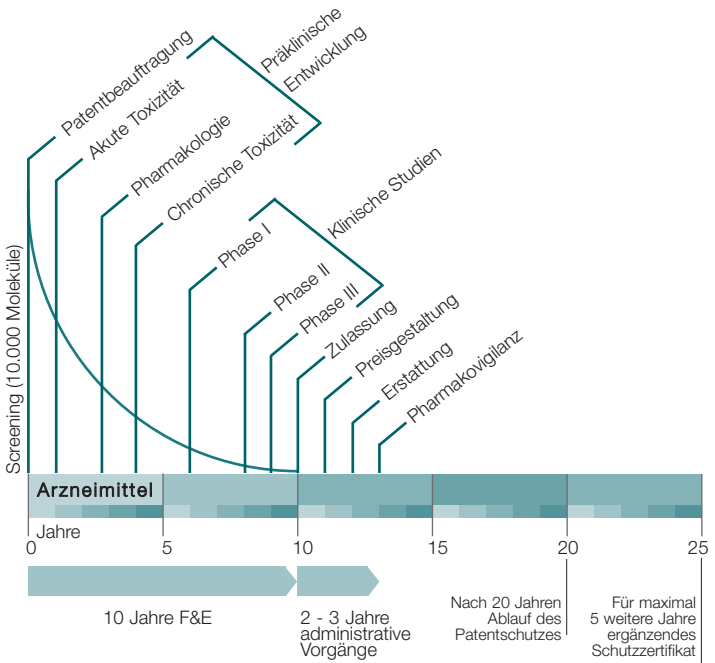 Präklinische
Entwicklung
Patentbeauftragung
Akute Toxizität
Pharmakologie
Chronische Toxizität
Klinische Studien
Phase I
Phase II
Phase III
Zulassung
Preisgestaltung
Erstattung
Pharmakovigilanz
Screening (10.000 Moleküle)
Arzneimittel
Jahre
0 5 10 15 20 25
10 Jahre F&E
2 - 3 Jahre
administrative
Vorgänge
Nach 20 Jahren
Ablauf des
Patentschutzes
Für maximal
5 weitere Jahre
ergänzendes
Schutzzertifikat